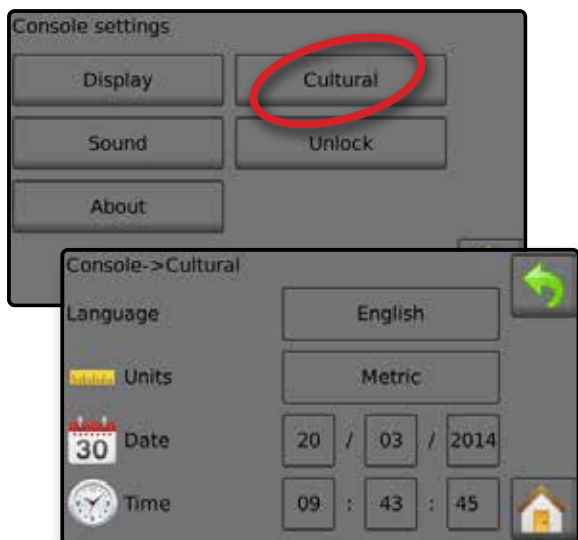 Console settings
Display Cultural
Sound Unlock
About
Console->Cultural
Language English
Units Metric
30 Date 20 / 03 / 2014
Time 09 : 43 : 45